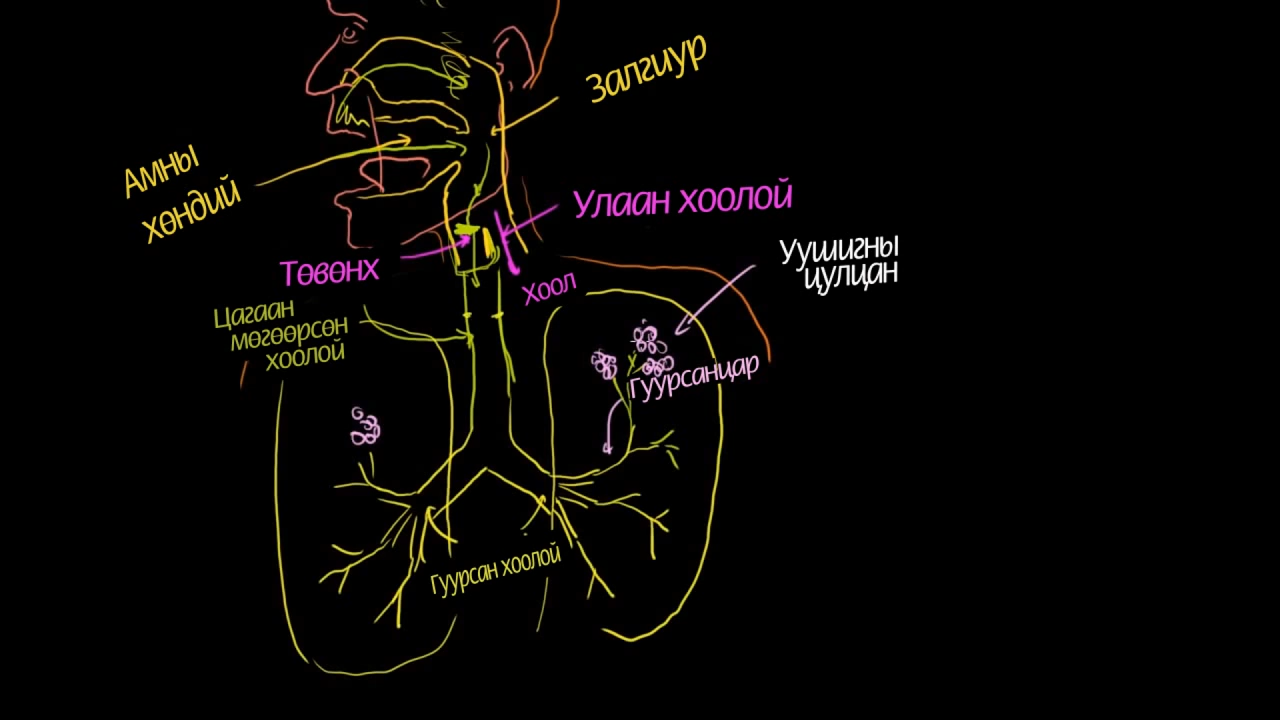 Залгиур
Амны
хөндий
Улаан хоолой
Төвөнх
Хоол
Уушигны
цулцан
Цагаан
мөгөөрсөн
хоолой
Гуурсанцар
Гуурсан хоолой